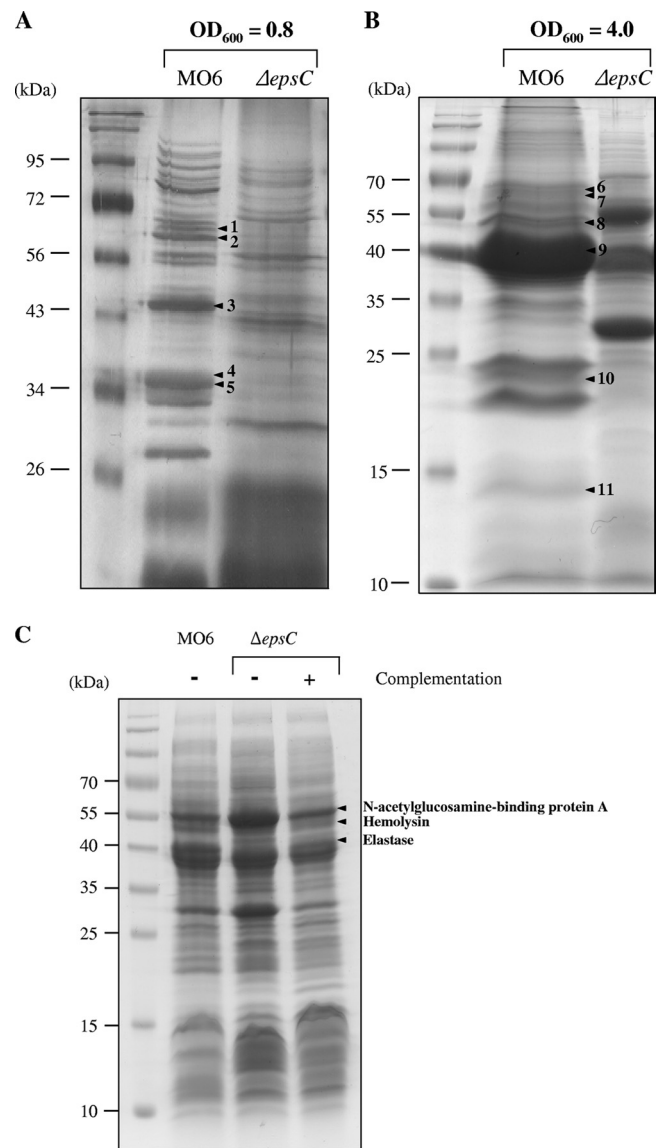 A
OD600 = 0.8
MO6 ΔepsC
(kDa)
95
72
56
43
34
26
1
2
3
4
5
B
OD600 = 4.0
MO6 ΔepsC
(kDa)
70
55
40
35
25
15
10
6
7
8
9
10
11
C
MO6 ΔepsC
(kDa) - - + Complementation
70
55
40
35
25
15
10
N-acetylglucosamine-binding protein A
Hemolysin
Elastase